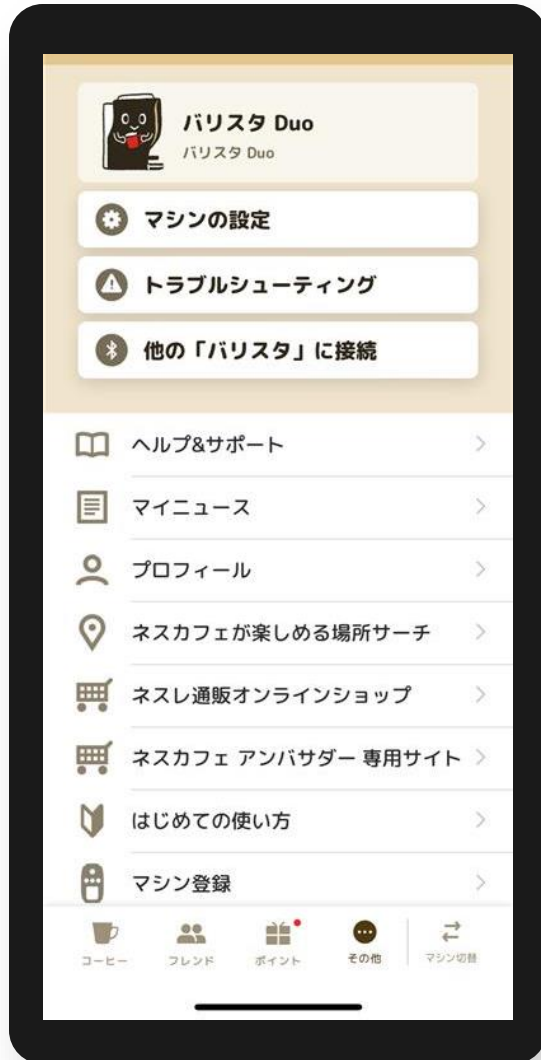 バリスタ Duo
バリスタ Duo
マシンの設定
トラブルシューティング
他の「バリスタ」に接続
ヘルプ&サポート
マイニュース
プロフィール
ネスカフェが楽しめる場所サーチ
ネスレ通販オンラインショップ
ネスカフェ アンバサダー 専用サイト
はじめての使い方
マシン登録
コーヒー
フレンド
ポイント
その他
マシン切替